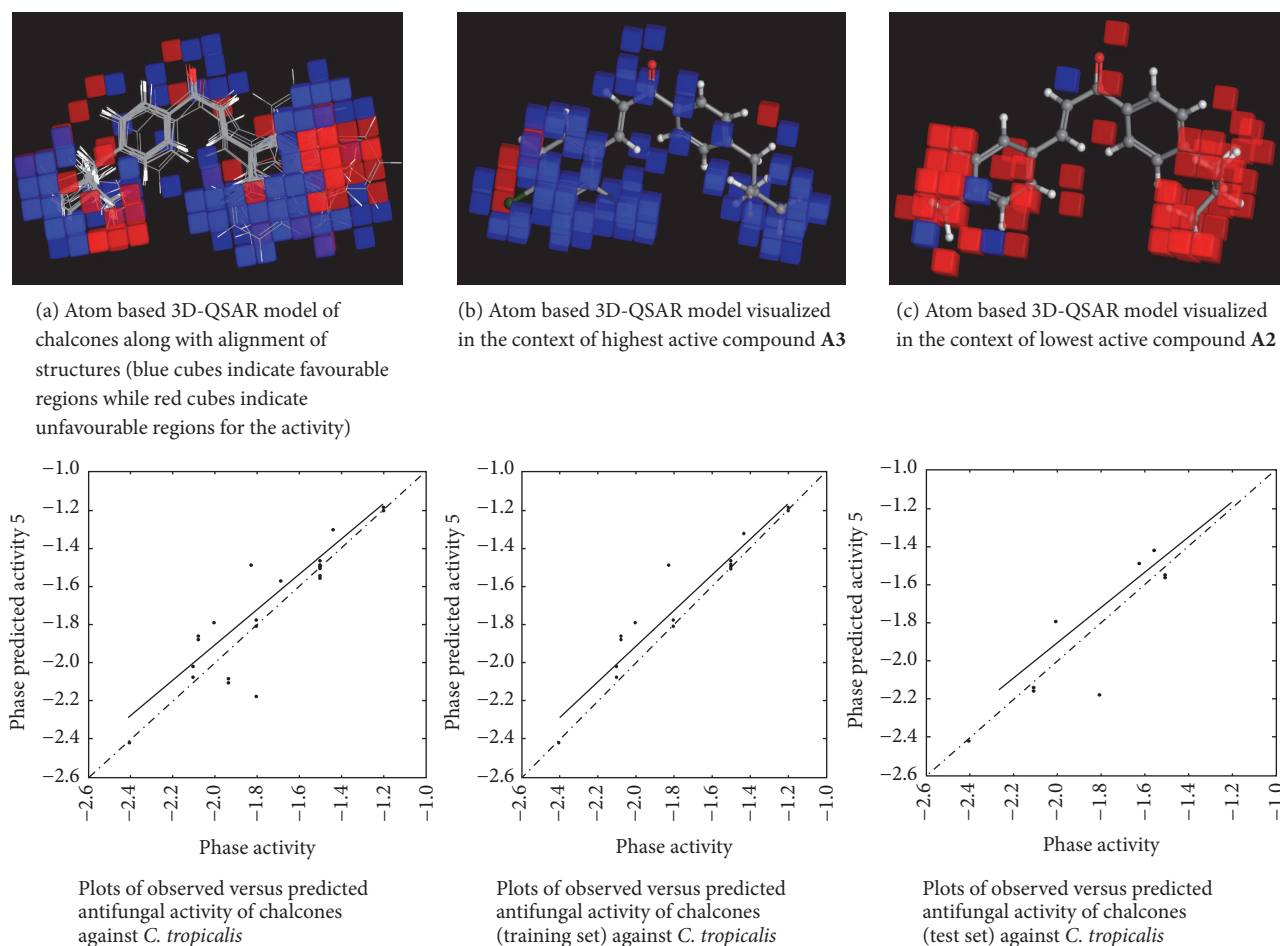 (a) Atom based 3D-QSAR model of
chalcones along with alignment of
structures (blue cubes indicate favourable
regions while red cubes indicate
unfavourable regions for the activity)
(b) Atom based 3D-QSAR model visualized
in the context of highest active compound A3
(c) Atom based 3D-QSAR model visualized
in the context of lowest active compound A2
Phase predicted activity 5
−1.0
−1.2
−1.4
−1.6
−1.8
−2.0
−2.2
−2.4
−2.6
−2.6
−2.4
−2.2
−2.0
−1.8
−1.6
−1.4
−1.2
−1.0
Phase activity
Plots of observed versus predicted
antifungal activity of chalcones
against C. tropicalis
Phase predicted activity 5
−1.0
−1.2
−1.4
−1.6
−1.8
−2.0
−2.2
−2.4
−2.6
−2.6
−2.4
−2.2
−2.0
−1.8
−1.6
−1.4
−1.2
−1.0
Phase activity
Plots of observed versus predicted
antifungal activity of chalcones
(training set) against C. tropicalis
Phase predicted activity 5
−1.0
−1.2
−1.4
−1.6
−1.8
−2.0
−2.2
−2.4
−2.6
−2.6
−2.4
−2.2
−2.0
−1.8
−1.6
−1.4
−1.2
−1.0
Phase activity
Plots of observed versus predicted
antifungal activity of chalcones
(test set) against C. tropicalis